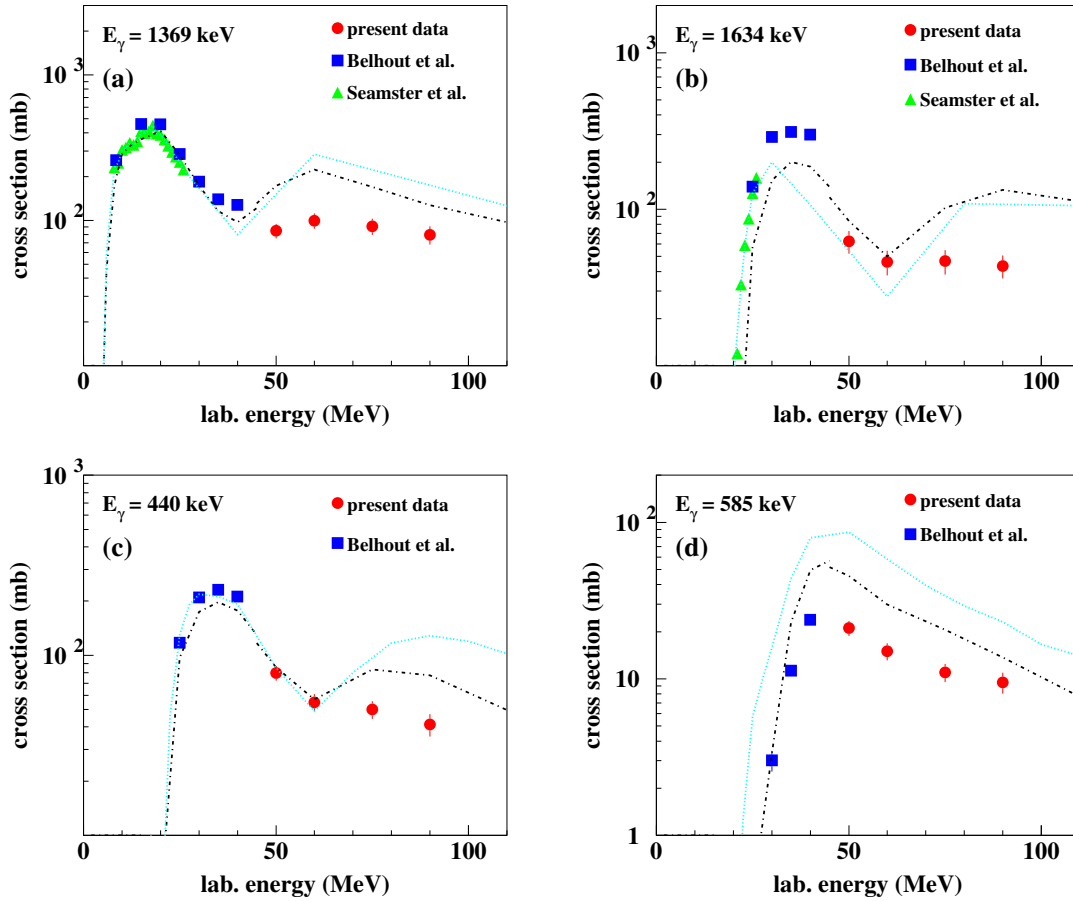 E_γ = 1369 keV
(a)
present data
Belhout et al.
Seamster et al.
10^3
10^2
cross section (mb)
0
50
100
lab. energy (MeV)
E_γ = 1634 keV
(b)
present data
Belhout et al.
Seamster et al.
10^3
10^2
cross section (mb)
0
50
100
lab. energy (MeV)
E_γ = 440 keV
(c)
present data
Belhout et al.
10^3
10^2
cross section (mb)
0
50
100
lab. energy (MeV)
E_γ = 585 keV
(d)
present data
Belhout et al.
10^2
10
1
cross section (mb)
0
50
100
lab. energy (MeV)